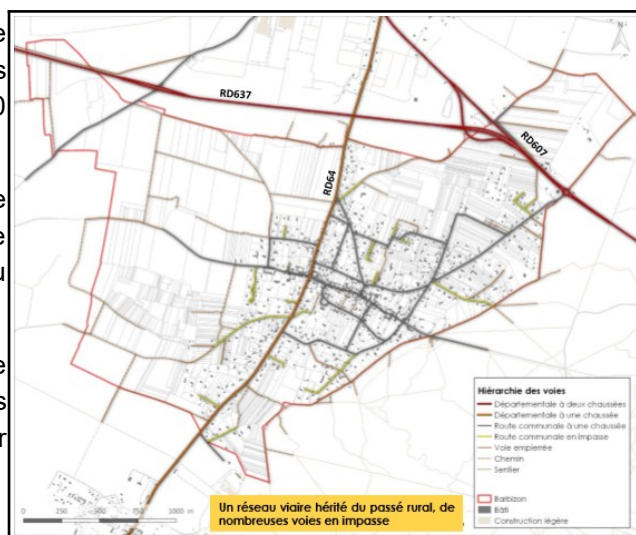 e
s
0
e
e
u
e
s
r
N
RD637
RD607
RD64
Hiérarchie des voies
Départementale à deux chaussées
Départementale à une chaussée
Route communale à une chaussée
Route communale en impasse
Voie empierrée
Chemin
Sentier
Barbizon
Bâti
Construction légère
0 250 500 750 1000 m
Un réseau viaire hérité du passé rural, de
nombreuses voies en impasse